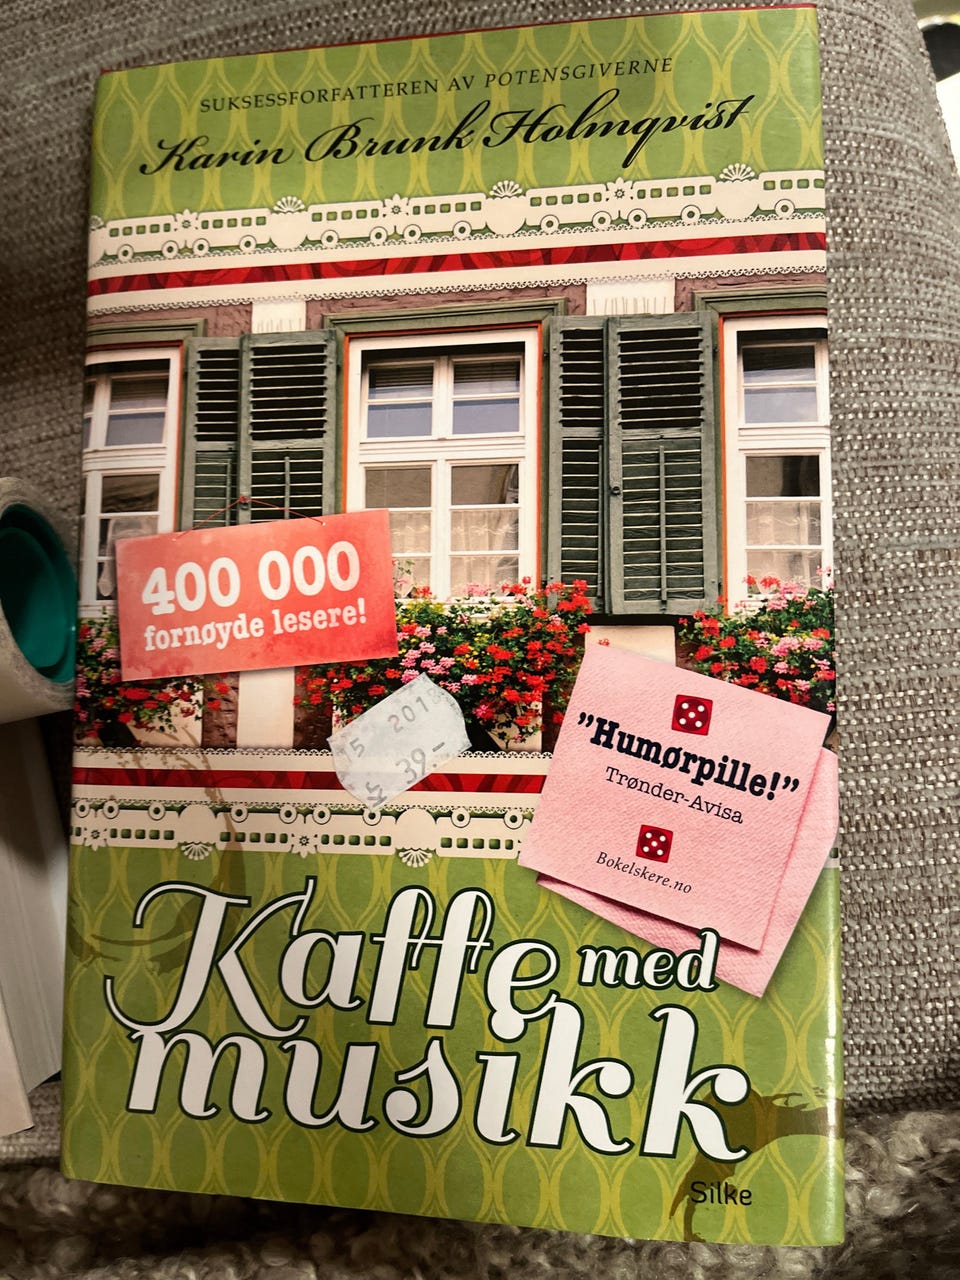 SUKSESSFORFATTEREN AV POTENSGIVERNE
Karin Brunk Holmqvist
400 000
fornøyde lesere!
39,-
"Humørpille!"
Trønder-Avisa
Bokelskere.no
Kaffe med
musikk
Silke